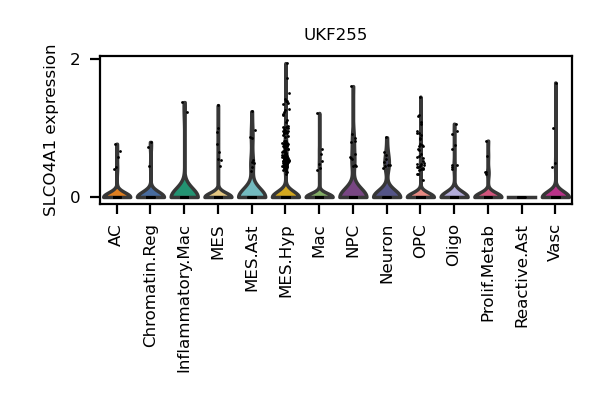 UKF255
SLCO4A1 expression
2
0
AC
Chromatin.Reg
Inflammatory.Mac
MES
MES.Ast
MES.Hyp
Mac
NPC
Neuron
OPC
Oligo
Prolif.Metab
Reactive.Ast
Vasc